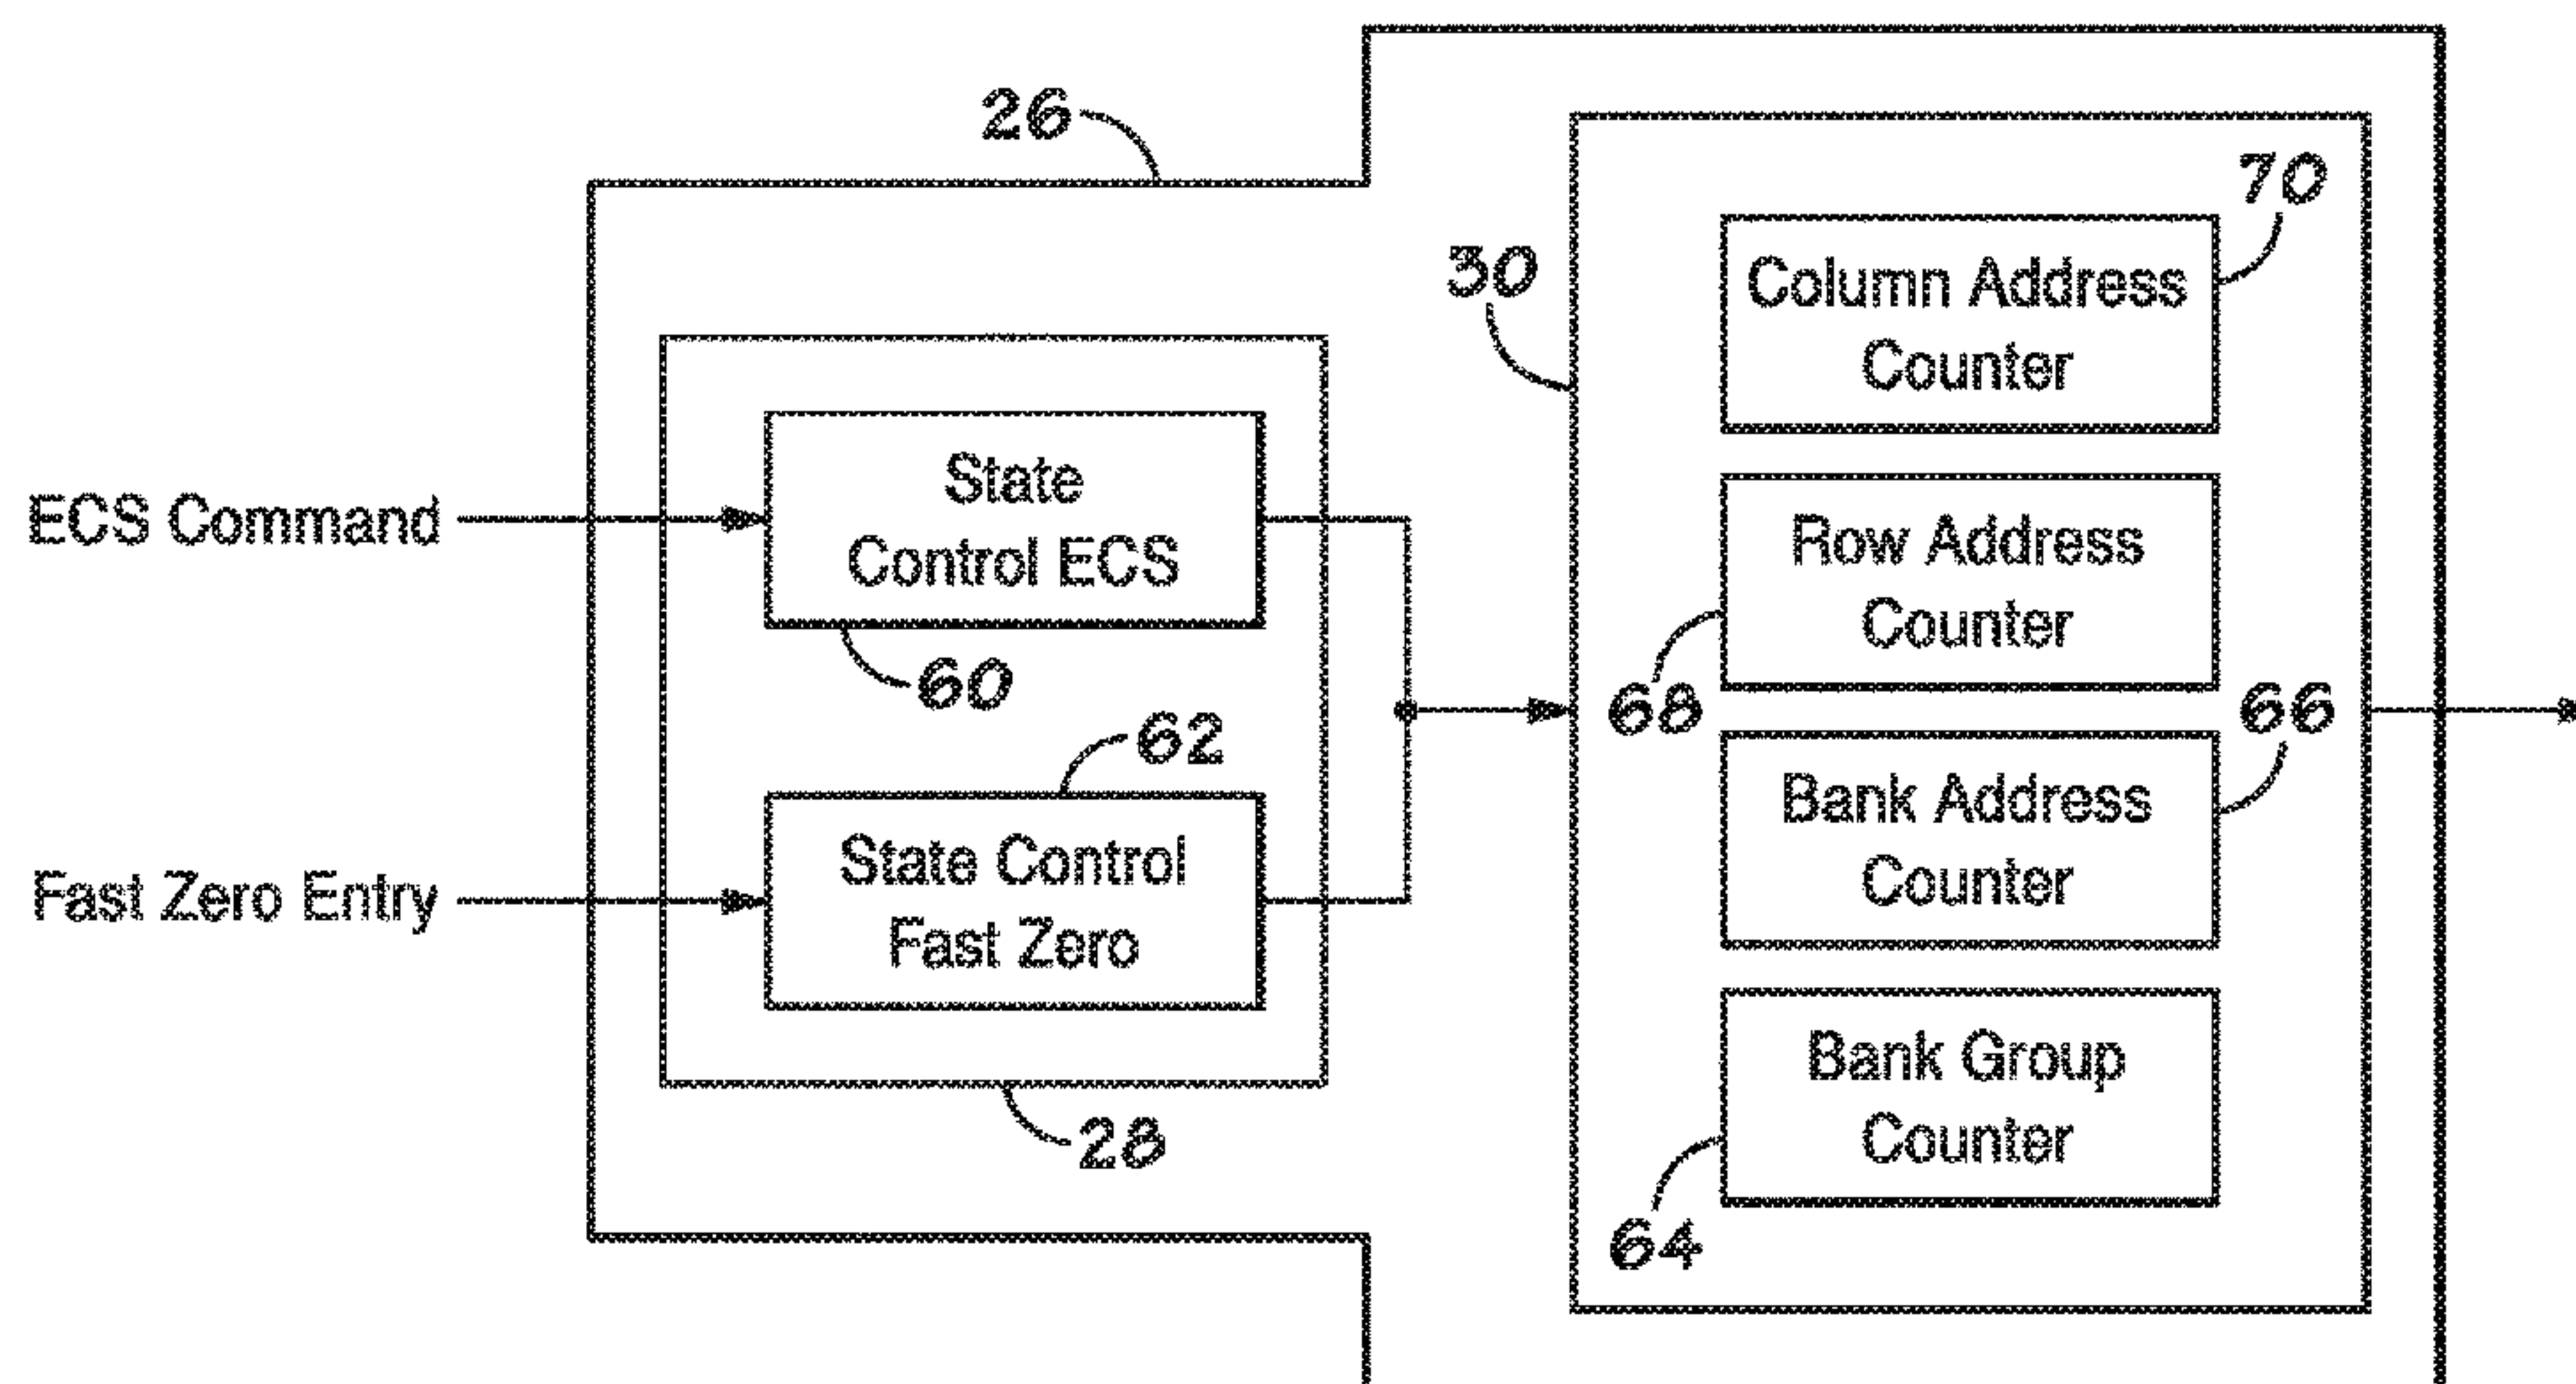 26
70
Column Address
Counter
30
ECS Command
State
Control ECS
60
Row Address
Counter
68
66
62
Fast Zero Entry
State Control
Fast Zero
Bank Address
Counter
28
Bank Group
Counter
64